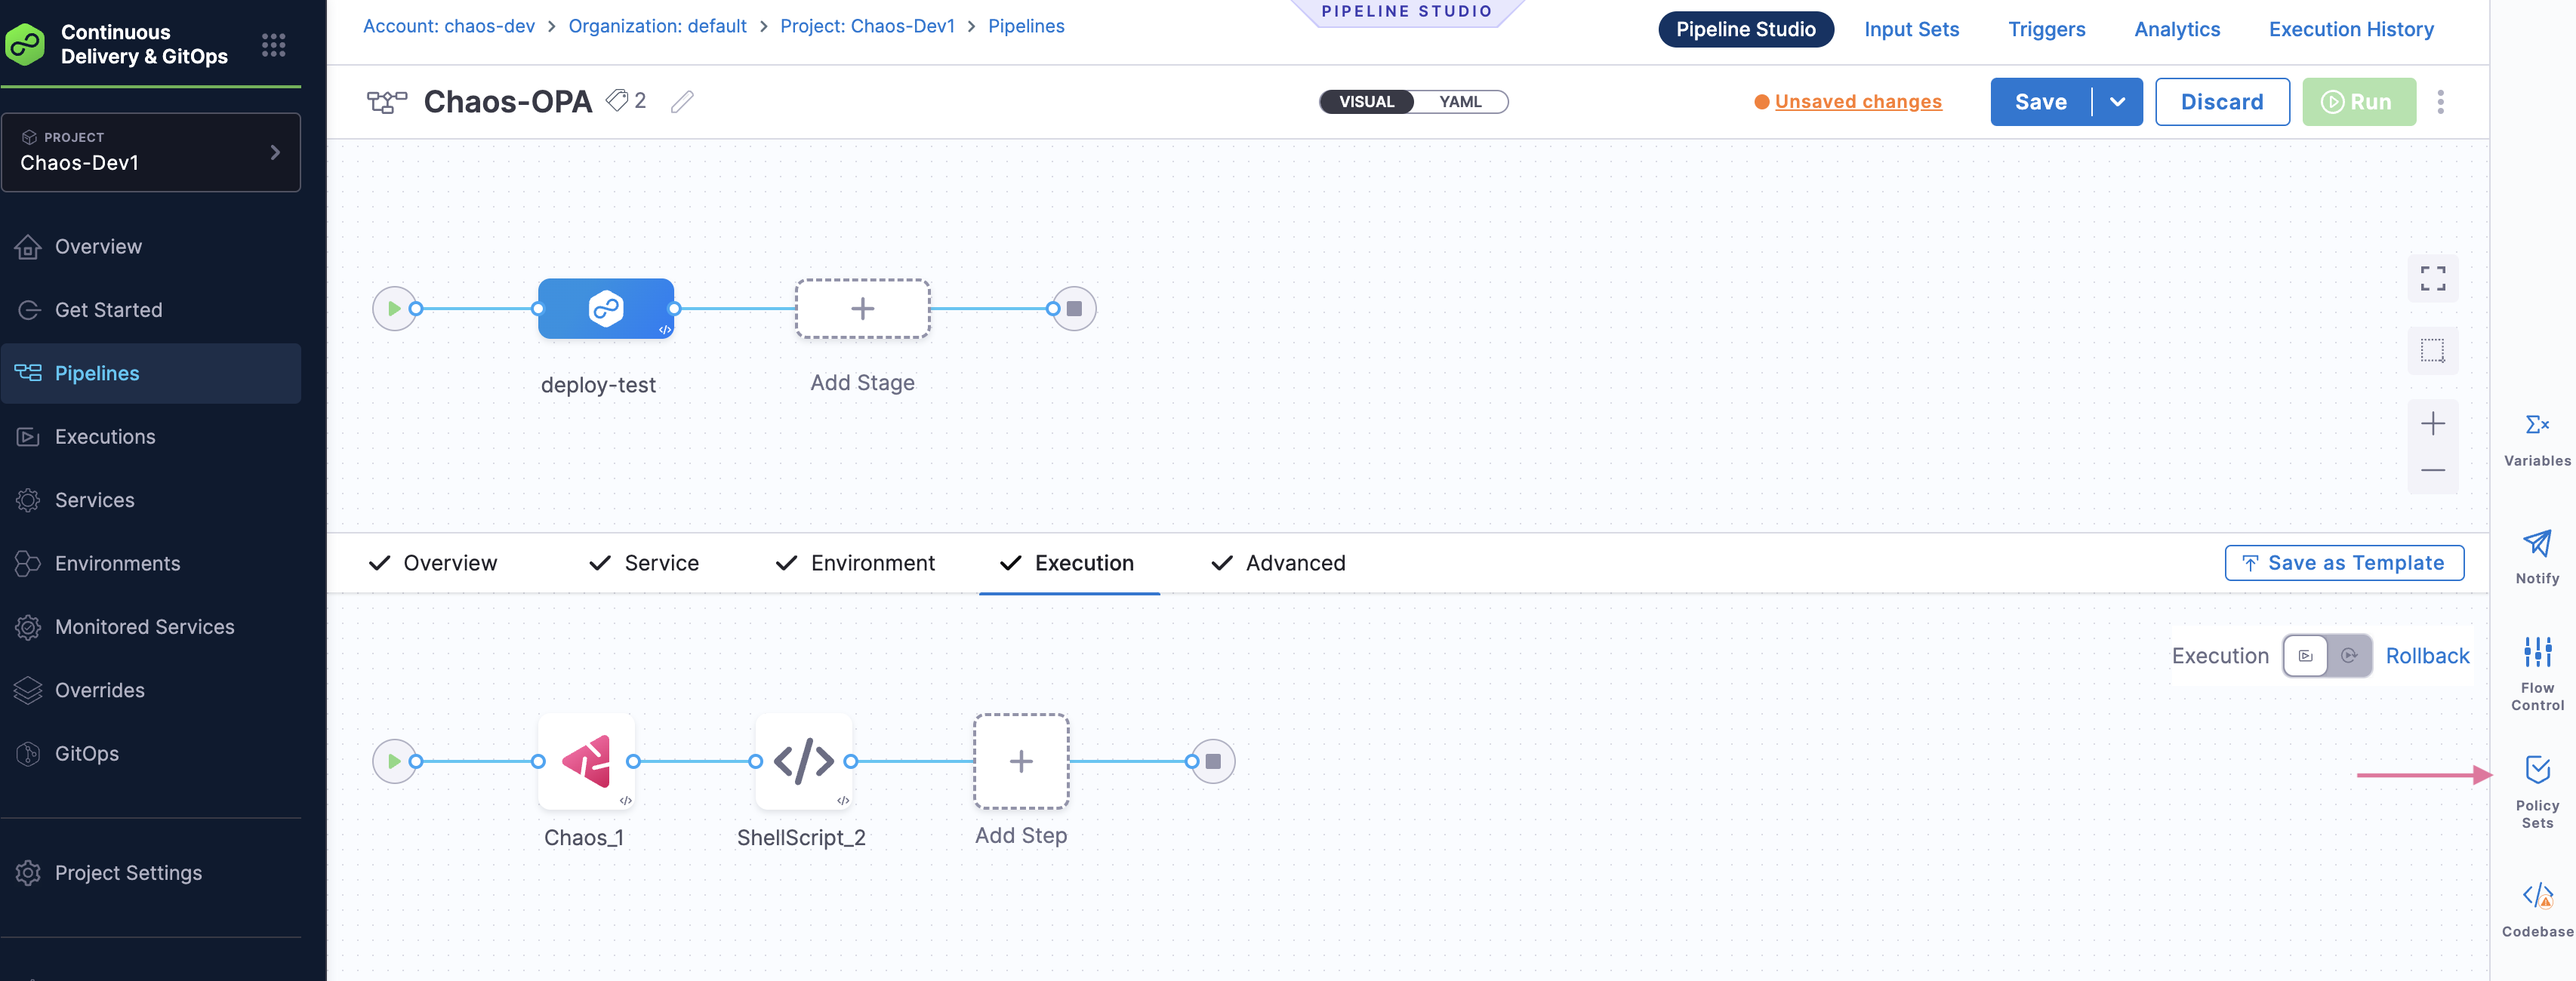 Continuous
Delivery & GitOps
PROJECT
Chaos-Dev1
Overview
Get Started
Pipelines
Executions
Services
Environments
Monitored Services
Overrides
GitOps
Project Settings
Account: chaos-dev > Organization: default > Project: Chaos-Dev1 > Pipelines
PIPELINE STUDIO
Pipeline Studio Input Sets Triggers Analytics Execution History
Chaos-OPA 2
VISUAL YAML
Unsaved changes
Save Discard Run
deploy-test
Add Stage
Overview Service Environment Execution Advanced
Save as Template
Execution Rollback
Chaos_1
ShellScript_2
Add Step
Variables
Notify
Flow
Control
Policy
Sets
Codebase